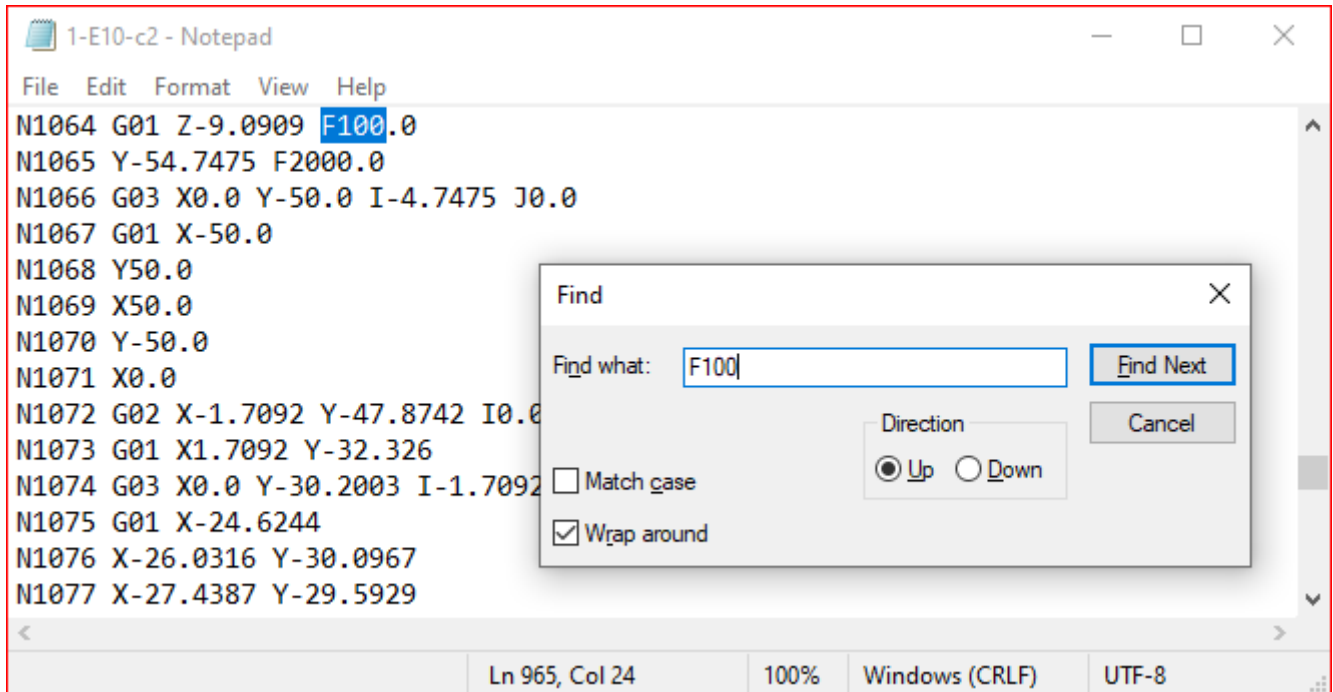 1-E10-c2 - Notepad
File Edit Format View Help
N1064 G01 Z-9.0909 F100.0
N1065 Y-54.7475 F2000.0
N1066 G03 X0.0 Y-50.0 I-4.7475 J0.0
N1067 G01 X-50.0
N1068 Y50.0
N1069 X50.0
N1070 Y-50.0
N1071 X0.0
N1072 G02 X-1.7092 Y-47.8742 I0.0
N1073 G01 X1.7092 Y-32.326
N1074 G03 X0.0 Y-30.2003 I-1.7092
N1075 G01 X-24.6244
N1076 X-26.0316 Y-30.0967
N1077 X-27.4387 Y-29.5929
Find
Find what: F100 Find Next
Direction Cancel
Up Down
Match case
Wrap around
Ln 965, Col 24 100% Windows (CRLF) UTF-8